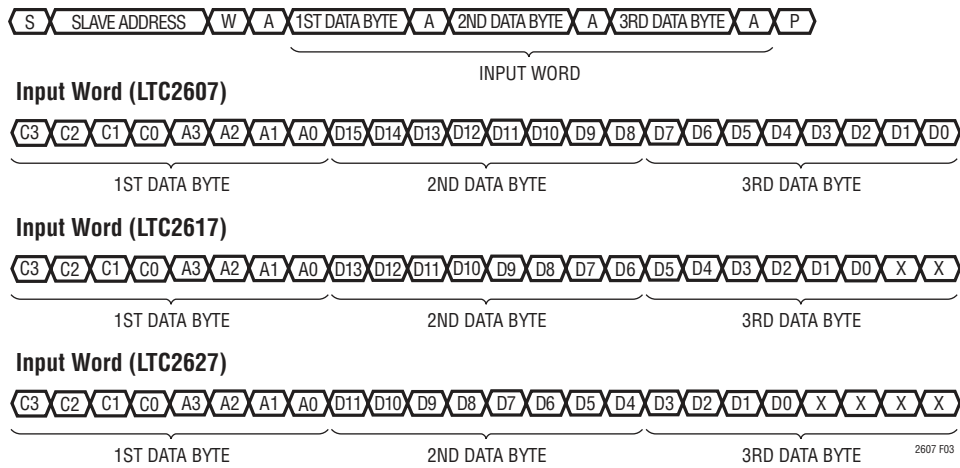 S SLAVE ADDRESS W A 1ST DATA BYTE A 2ND DATA BYTE A 3RD DATA BYTE A P
INPUT WORD
Input Word (LTC2607)
C3 C2 C1 C0 A3 A2 A1 A0 D15 D14 D13 D12 D11 D10 D9 D8 D7 D6 D5 D4 D3 D2 D1 D0
1ST DATA BYTE 2ND DATA BYTE 3RD DATA BYTE
Input Word (LTC2617)
C3 C2 C1 C0 A3 A2 A1 A0 D13 D12 D11 D10 D9 D8 D7 D6 D5 D4 D3 D2 D1 D0 X X
1ST DATA BYTE 2ND DATA BYTE 3RD DATA BYTE
Input Word (LTC2627)
C3 C2 C1 C0 A3 A2 A1 A0 D11 D10 D9 D8 D7 D6 D5 D4 D3 D2 D1 D0 X X X X
1ST DATA BYTE 2ND DATA BYTE 3RD DATA BYTE 2607 F03